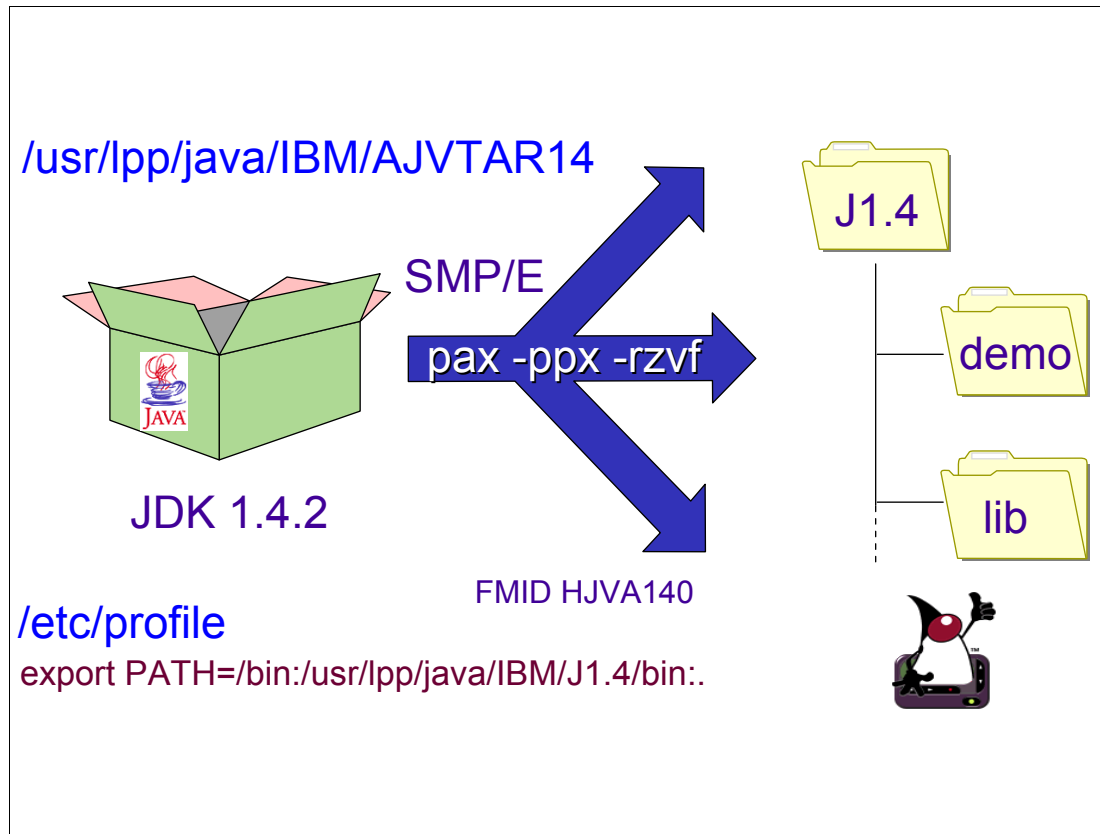 /usr/lpp/java/IBM/AJVTAR14
J1.4
SMP/E
pax -ppx -rzvf
demo
JAVA
JDK 1.4.2
lib
FMID HJVA140
/etc/profile
export PATH=/bin:/usr/lpp/java/IBM/J1.4/bin:.
TM